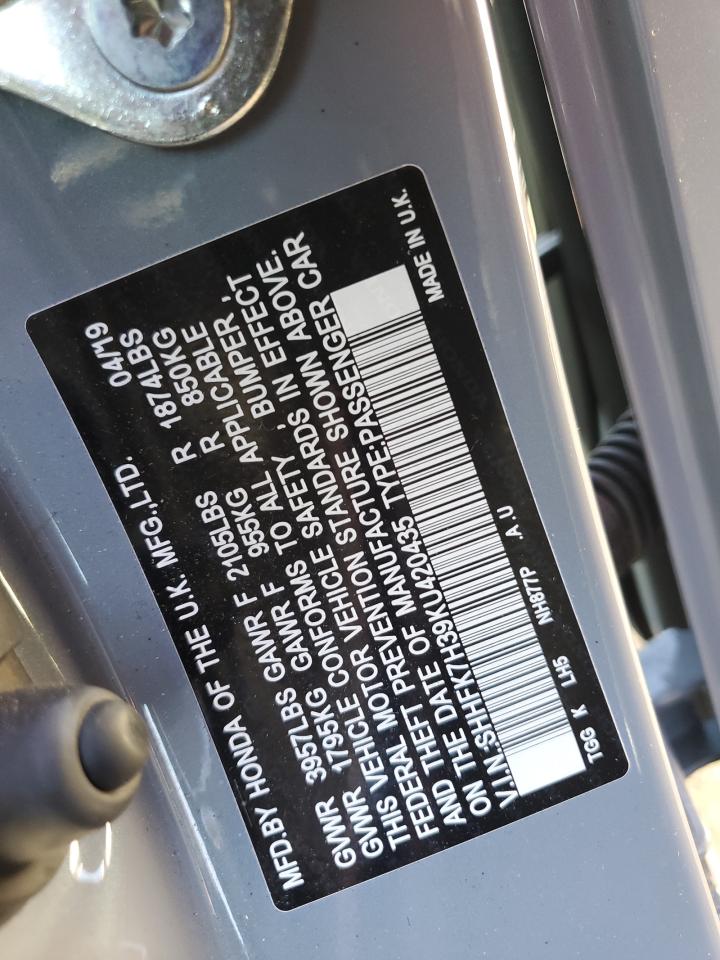 MFD.BY HONDA OF THE U.K. MFG.,LTD. 04/19
GVWR 3957LBS GAWR F 2105LBS R 1874LBS
GVWR 1795KG GAWR F 955KG R 850KG
THIS VEHICLE CONFORMS TO ALL APPLICABLE
FEDERAL MOTOR VEHICLE SAFETY, BUMPER,
AND THEFT PREVENTION STANDARDS IN EFFECT
ON THE DATE OF MANUFACTURE SHOWN ABOVE.
V.I.N.:SHHFK7H39KU420435 TYPE:PASSENGER CAR
TGG K LH5 NH877P .A U MADE IN U.K.